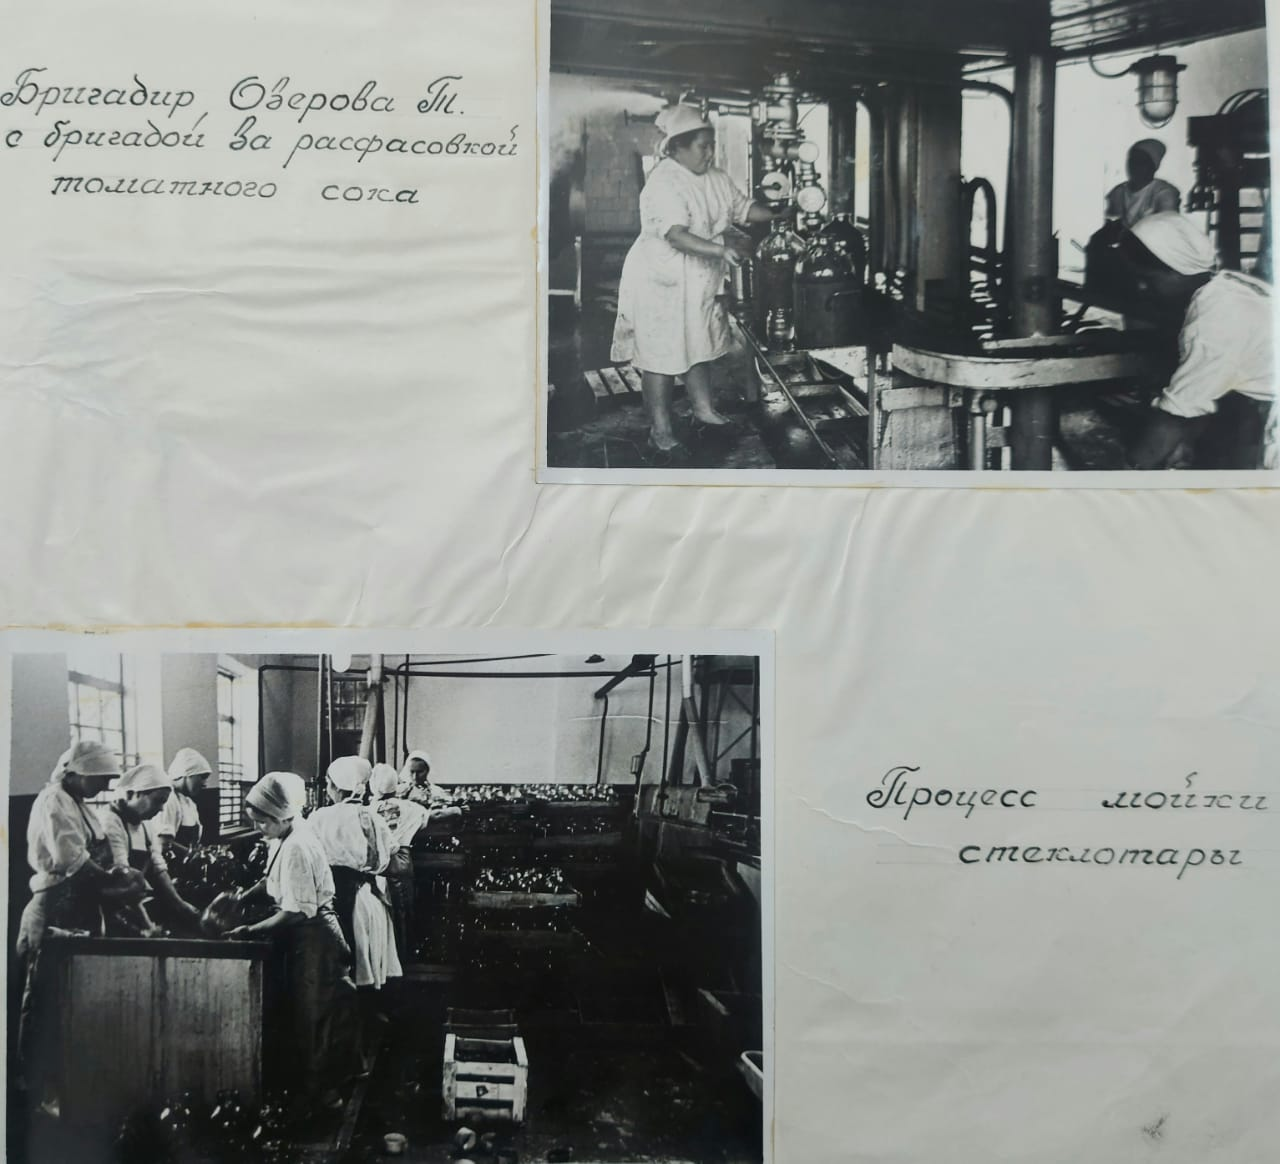 Бригадир Озерова Т.
с бригадой за расфасовкой
томатного сока
Процесс мойки
стеклотары